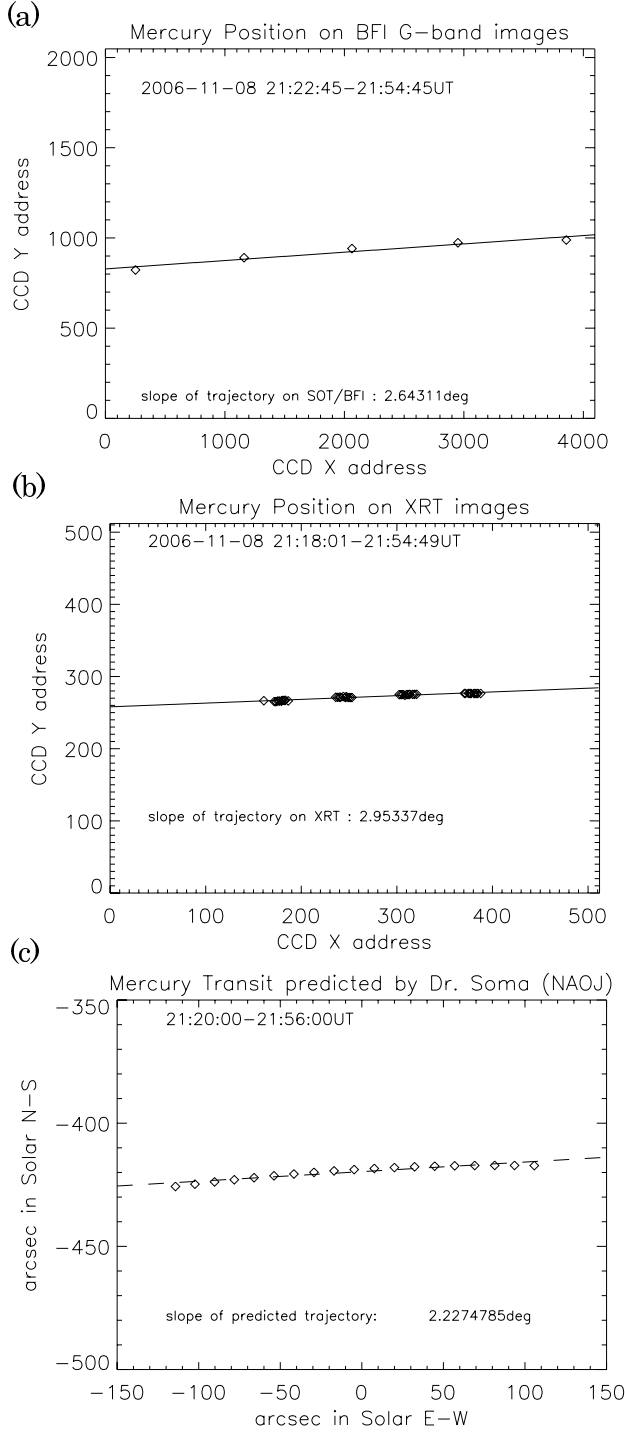 (a)
Mercury Position on BFI G-band images
2006-11-08 21:22:45-21:54:45UT
2000
1500
1000
500
0
CCD Y address
slope of trajectory on SOT/BFI : 2.64311deg
0 1000 2000 3000 4000
CCD X address
(b)
Mercury Position on XRT images
2006-11-08 21:18:01-21:54:49UT
500
400
300
200
100
0
CCD Y address
slope of trajectory on XRT : 2.95337deg
0 100 200 300 400 500
CCD X address
(c)
Mercury Transit predicted by Dr. Soma (NAOJ)
21:20:00-21:56:00UT
-350
-400
-450
-500
arcsec in Solar N-S
slope of predicted trajectory: 2.2274785deg
-150 -100 -50 0 50 100 150
arcsec in Solar E-W